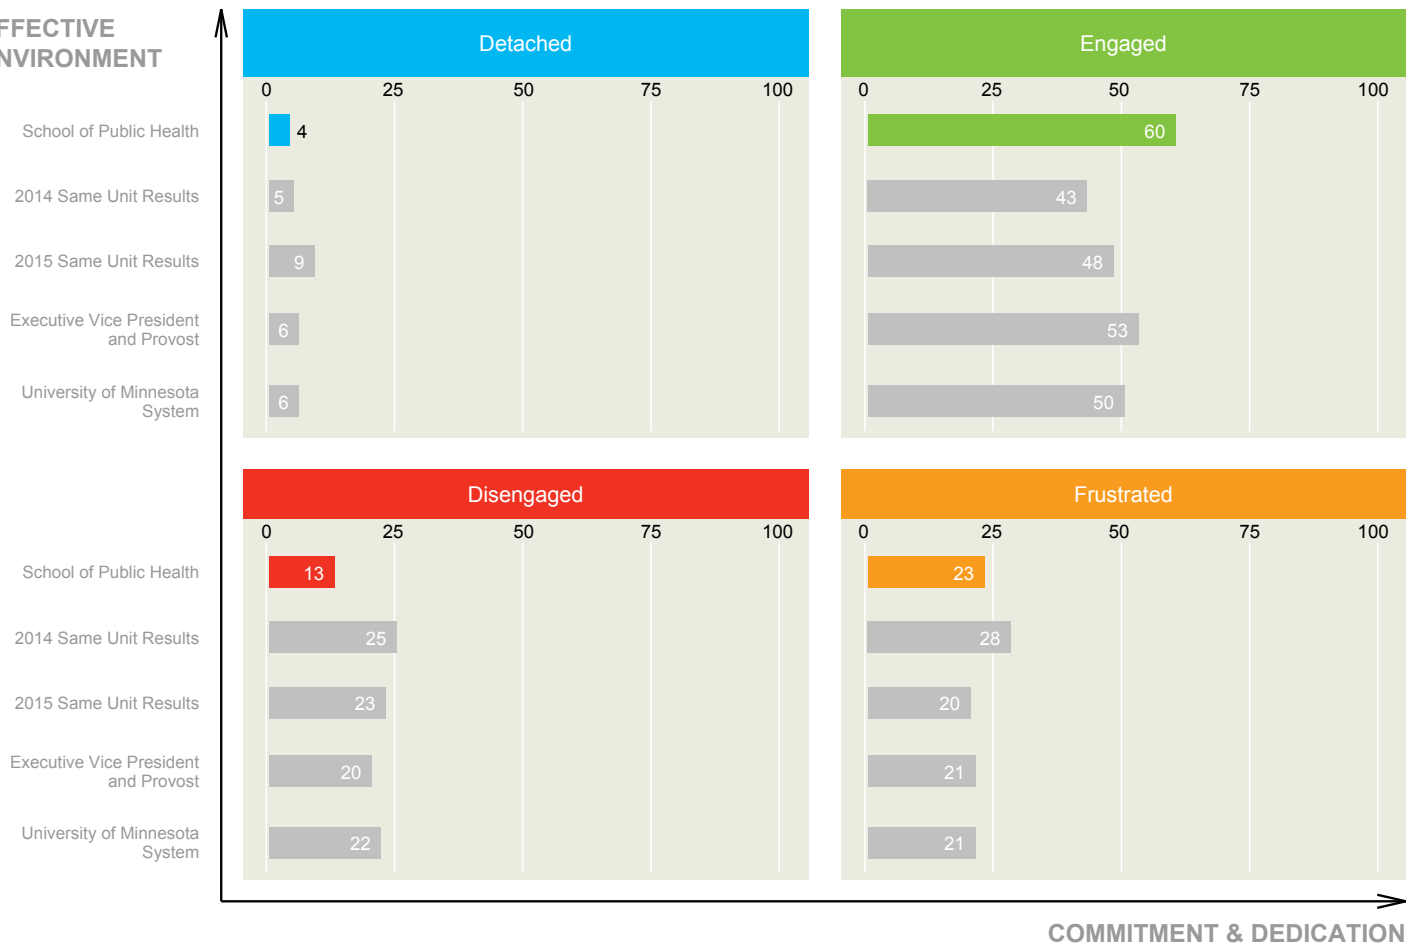 FFECTIVE
NVIRONMENT
Detached
0 25 50 75 100
School of Public Health 4
2014 Same Unit Results 5
2015 Same Unit Results 9
Executive Vice President
and Provost 6
University of Minnesota
System 6
Engaged
0 25 50 75 100
60
43
48
53
50
Disengaged
0 25 50 75 100
School of Public Health 13
2014 Same Unit Results 25
2015 Same Unit Results 23
Executive Vice President
and Provost 20
University of Minnesota
System 22
Frustrated
0 25 50 75 100
23
28
20
21
21
COMMITMENT & DEDICATION